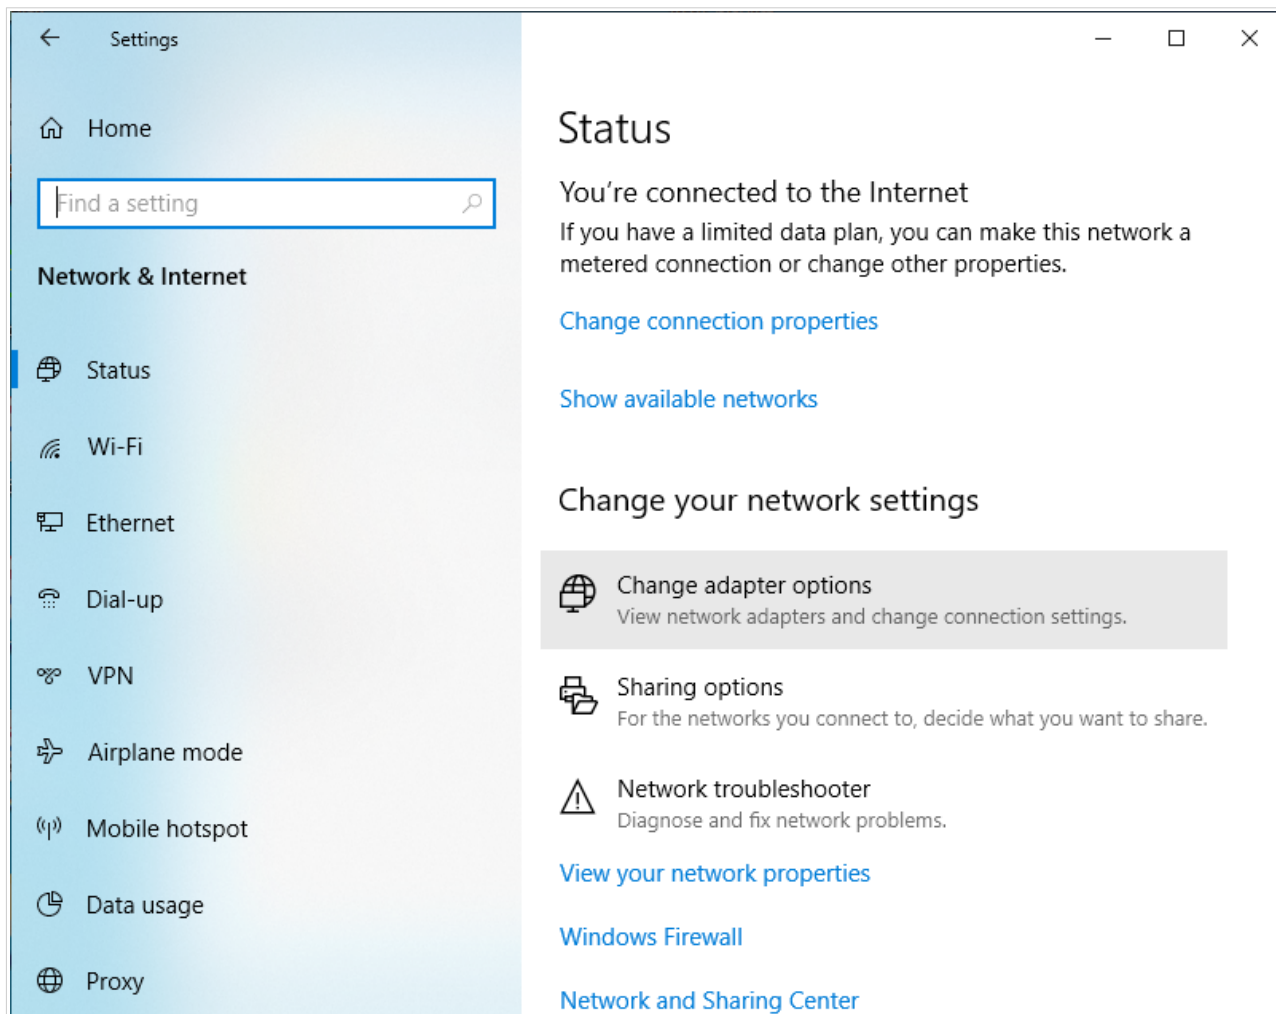 Settings
Home
Find a setting
Network & Internet
Status
Wi-Fi
Ethernet
Dial-up
VPN
Airplane mode
Mobile hotspot
Data usage
Proxy
Status
You're connected to the Internet
If you have a limited data plan, you can make this network a
metered connection or change other properties.
Change connection properties
Show available networks
Change your network settings
Change adapter options
View network adapters and change connection settings.
Sharing options
For the networks you connect to, decide what you want to share.
Network troubleshooter
Diagnose and fix network problems.
View your network properties
Windows Firewall
Network and Sharing Center